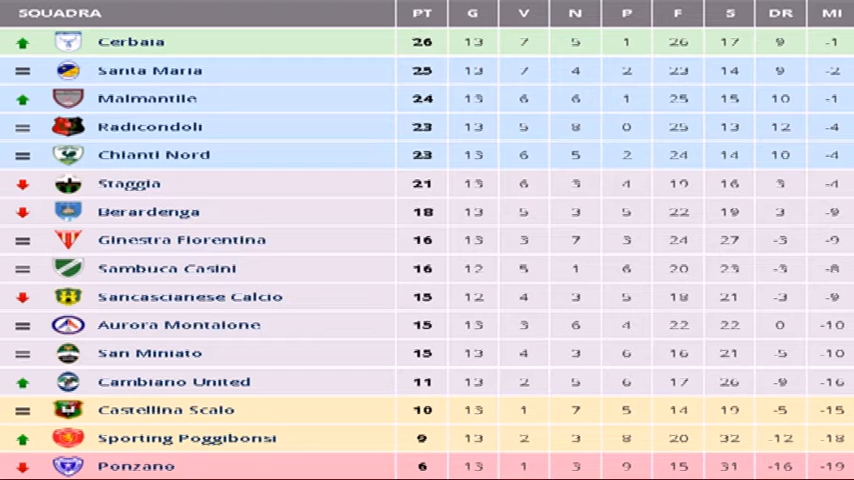 SQUADRA PT G V N P F S DR MI
Cerbaia 26 13 7 5 1 26 17 9 -1
Santa Maria 25 13 7 4 2 23 14 9 -2
Malmantile 24 13 6 6 1 25 15 10 -1
Radicondoli 23 13 5 8 0 25 13 12 -4
Chianti Nord 23 13 6 5 2 24 14 10 -4
Staggia 21 13 6 3 4 19 16 3 -4
Berardenga 18 13 5 3 5 22 19 3 -9
Ginestra Fiorentina 16 13 3 7 3 24 27 -3 -9
Sambuca Casini 16 12 5 1 6 20 23 -3 -8
Sancascianese Calcio 15 12 4 3 5 18 21 -3 -9
Aurora Montaione 15 13 3 6 4 22 22 0 -10
San Miniato 15 13 4 3 6 16 21 -5 -10
Cambiano United 11 13 2 5 6 17 26 -9 -16
Castellina Scalo 10 13 1 7 5 14 19 -5 -15
Sporting Poggibonsi 9 13 2 3 8 20 32 -12 -18
Ponzano 6 13 1 3 9 15 31 -16 -19